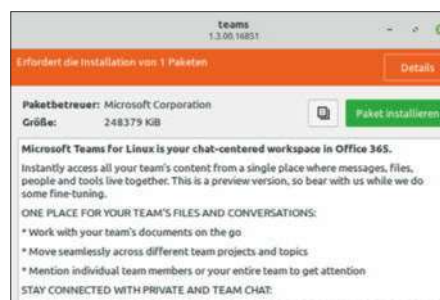 teams
1.3.00.16851
Erfordert die Installation von 1 Paketen
Details
Paketbetreuer: Microsoft Corporation
Paket installieren
Größe: 248379 KiB
Microsoft Teams for Linux is your chat-centered workspace in Office 365.
Instantly access all your team's content from a single place where messages, files,
people and tools live together. This is a preview version, so bear with us while we do
some fine-tuning.
ONE PLACE FOR YOUR TEAM'S FILES AND CONVERSATIONS:
* Work with your team's documents on the go
* Move seamlessly across different team projects and topics
* Mention individual team members or your entire team to get attention
STAY CONNECTED WITH PRIVATE AND TEAM CHAT: